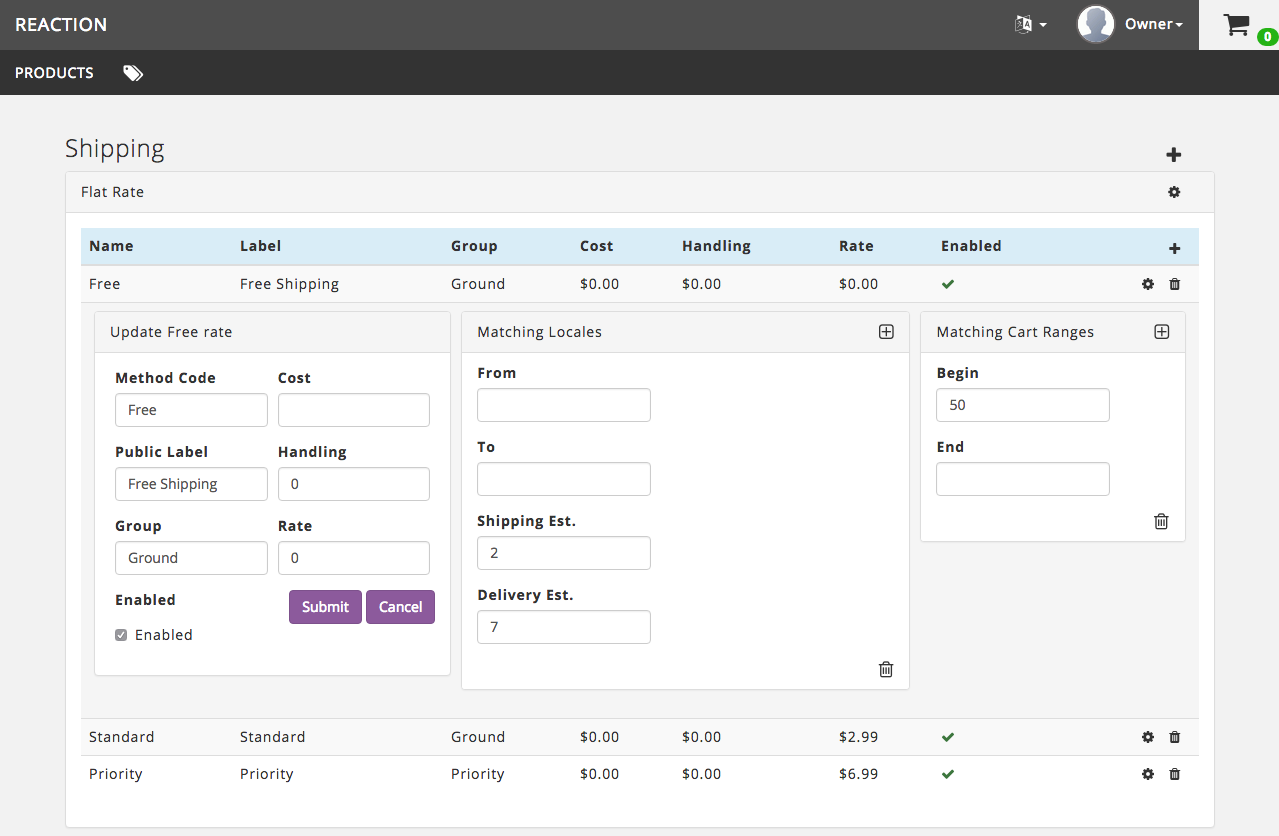 REACTION
Owner
0
PRODUCTS
Shipping
Flat Rate
Name Label Group Cost Handling Rate Enabled
Free Free Shipping Ground $0.00 $0.00 $0.00
Update Free rate
Method Code Cost
Free
Public Label Handling
Free Shipping 0
Group Rate
Ground 0
Enabled Submit Cancel
Enabled
Matching Locales
From
To
Shipping Est.
2
Delivery Est.
7
Matching Cart Ranges
Begin
50
End
Standard Standard Ground $0.00 $0.00 $2.99
Priority Priority Priority $0.00 $0.00 $6.99